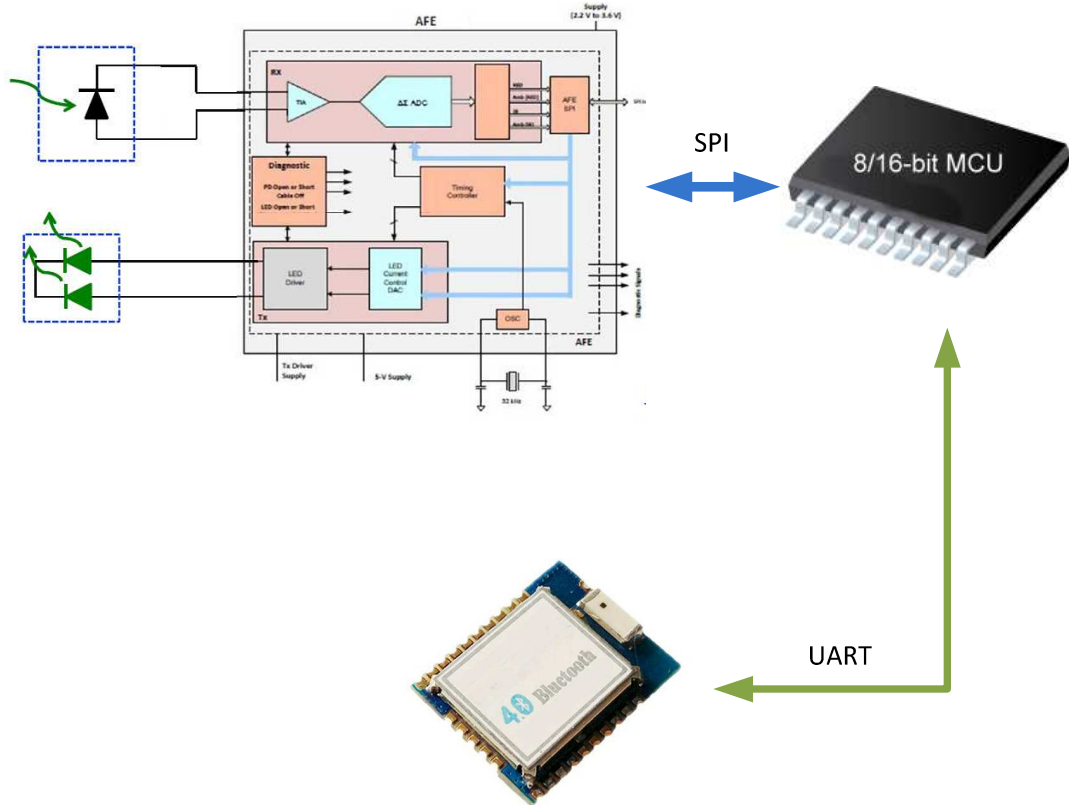 AFE
Supply
(2.2 V to 3.6 V)
RX
TIA
ΔΣ ADC
AFE
SPI
Diagnostic
PD Open or Short
Cable Off
LED Open or Short
Timing
Controller
LED
Driver
LED
Current
Control
DAC
Tx
OSC
AFE
Diagnostic Signals
Tx Driver
Supply
5-V Supply
32 kHz
SPI
8/16-bit MCU
UART
4.0 Bluetooth